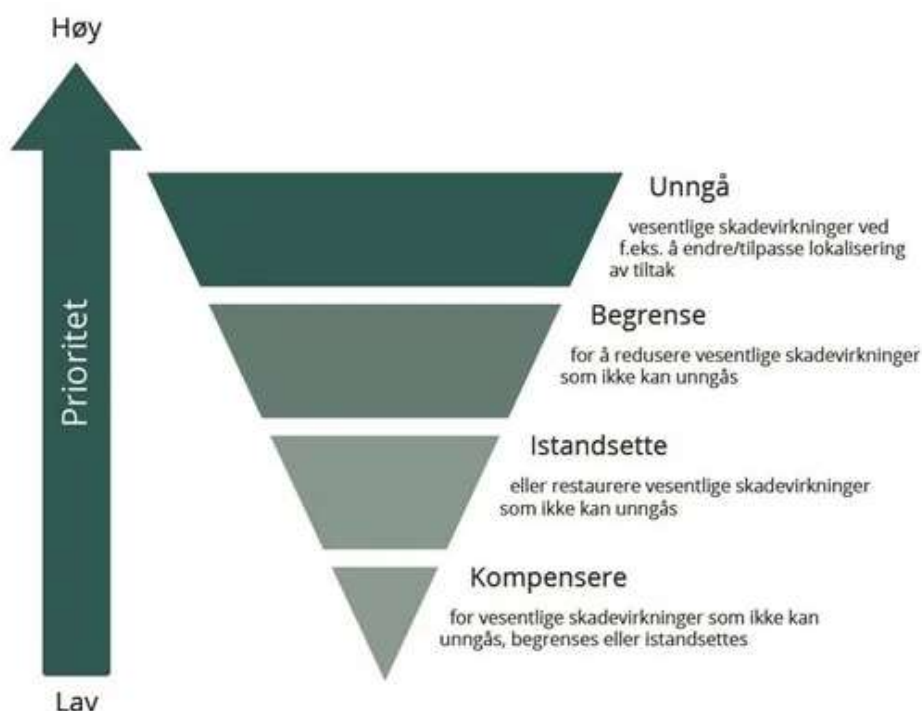 Høy
Prioritet
Unngå
vesentlige skadevirkninger ved
f.eks. å endre/tilpasse lokalisering
av tiltak
Begrense
for å redusere vesentlige skadevirkninger
som ikke kan unngås
Istandsette
eller restaurere vesentlige skadevirkninger
som ikke kan unngås
Kompensere
for vesentlige skadevirkninger som ikke kan
unngås, begrenses eller istandsettes
Lav